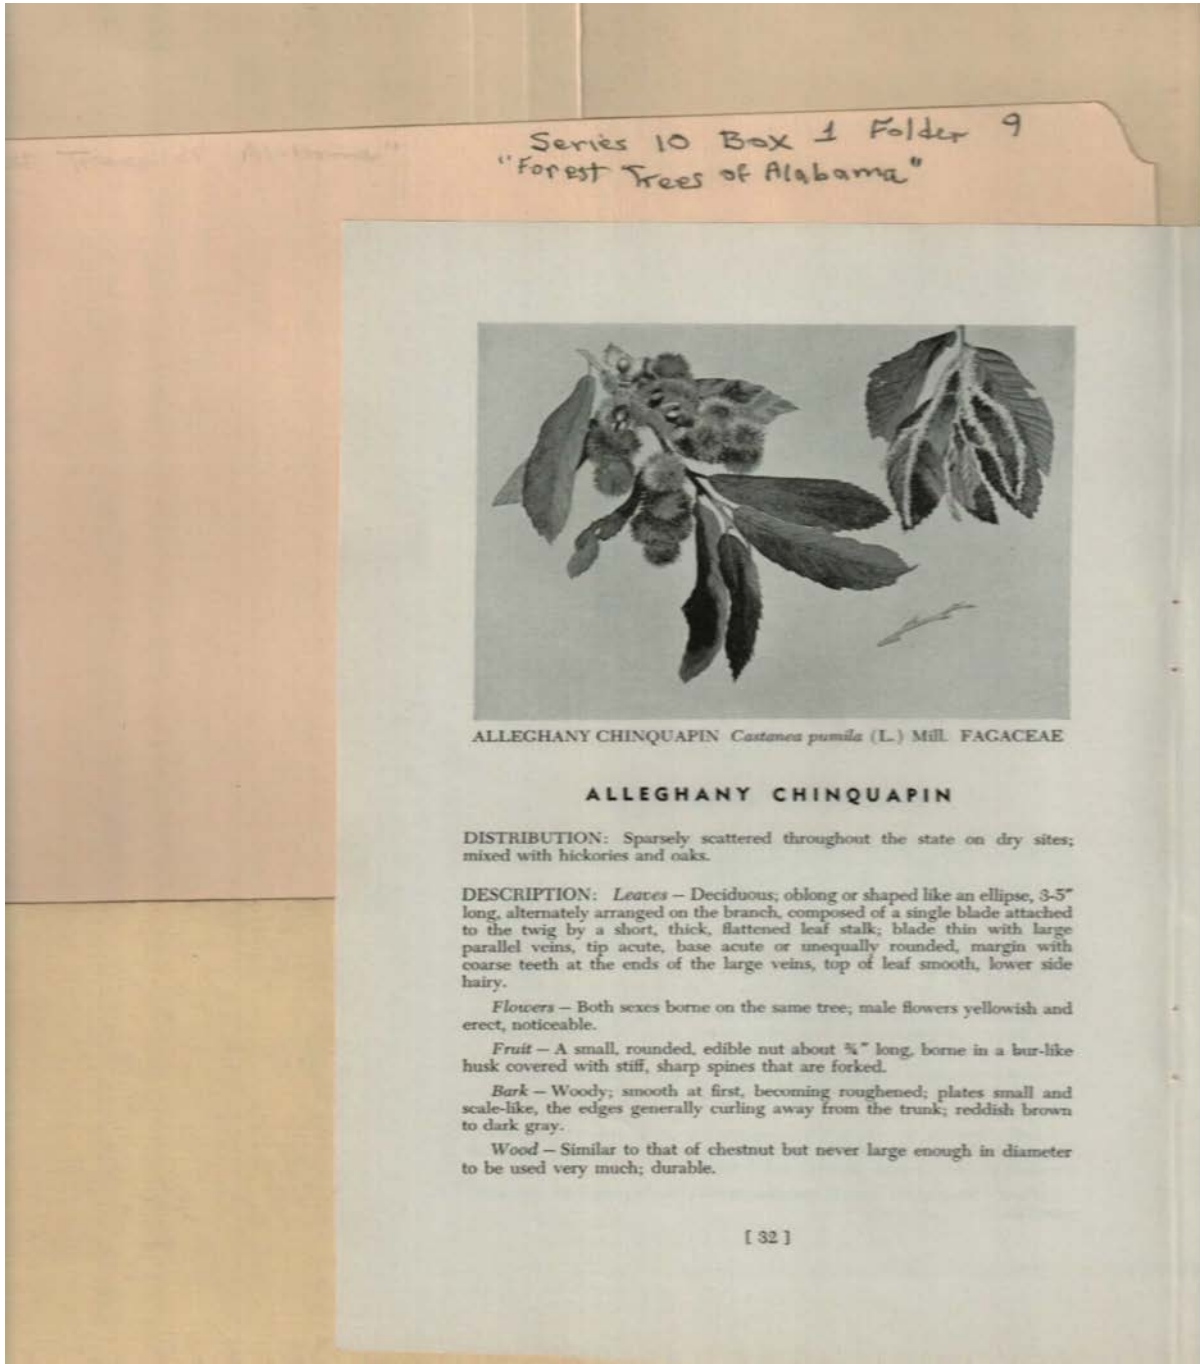 Series 10 Box 1 Folder 9
"Forest Trees of Alabama"
ALLEGHANY CHINQUAPIN Castanea pumila (L.) Mill. FAGACEAE
ALLEGHANY CHINQUAPIN
DISTRIBUTION: Sparsely scattered throughout the state on dry sites;
mixed with hickories and oaks.
DESCRIPTION: Leaves — Deciduous; oblong or shaped like an ellipse, 3-5"
long, alternately arranged on the branch, composed of a single blade attached
to the twig by a short, thick, flattened leaf stalk; blade thin with large
parallel veins, tip acute, base acute or unequally rounded, margin with
coarse teeth at the ends of the large veins, top of leaf smooth, lower side
hairy.
Flowers — Both sexes borne on the same tree; male flowers yellowish and
erect, noticeable.
Fruit — A small, rounded, edible nut about ¾" long, borne in a bur-like
husk covered with stiff, sharp spines that are forked.
Bark — Woody; smooth at first, becoming roughened; plates small and
scale-like, the edges generally curling away from the trunk; reddish brown
to dark gray.
Wood — Similar to that of chestnut but never large enough in diameter
to be used very much; durable.
[ 32 ]